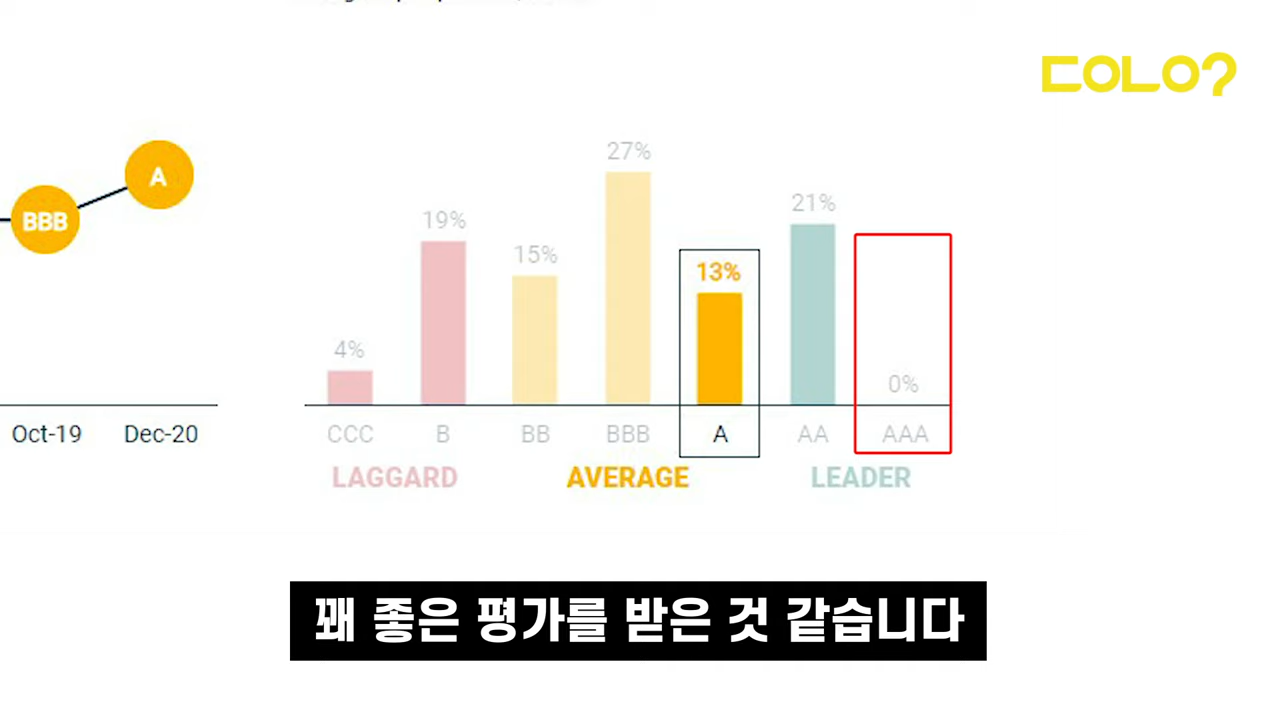 BBB
A
Oct-19
Dec-20
4%
19%
15%
27%
13%
21%
0%
CCC
B
BB
BBB
A
AA
AAA
LAGGARD
AVERAGE
LEADER
꽤 좋은 평가를 받은 것 같습니다